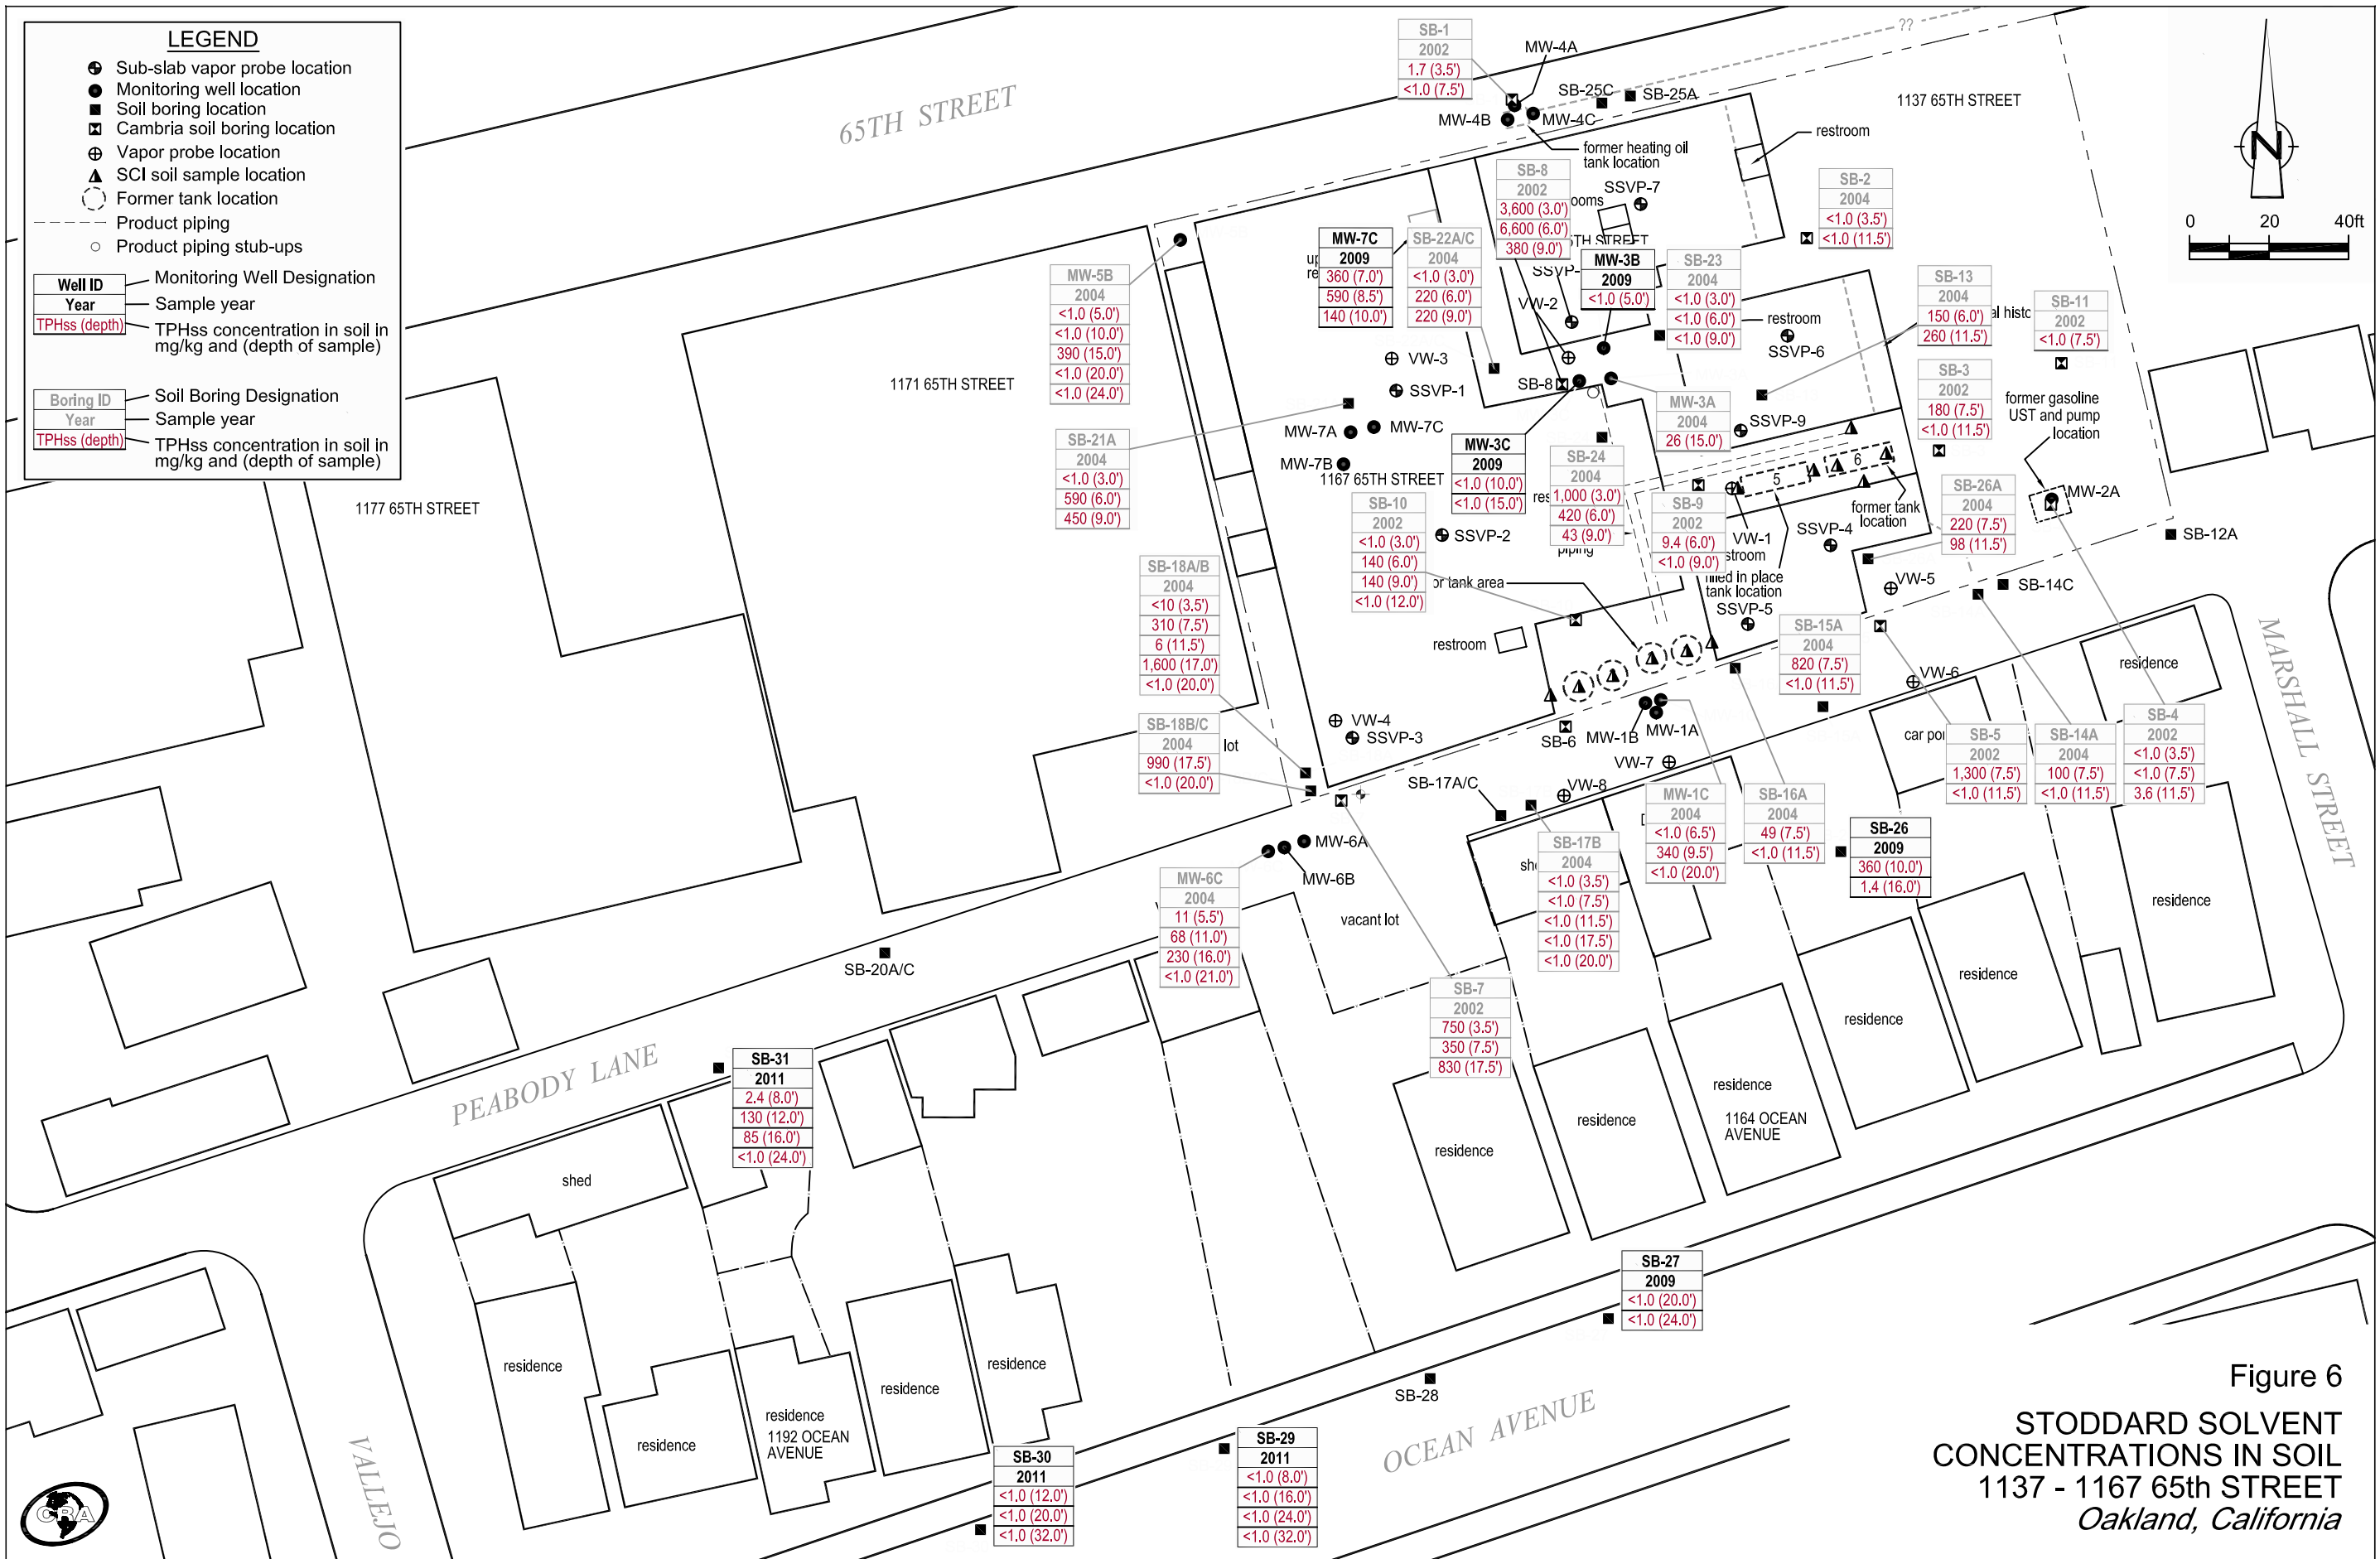 LEGEND
Sub-slab vapor probe location
Monitoring well location
Soil boring location
Cambria soil boring location
Vapor probe location
SCI soil sample location
Former tank location
Product piping
Product piping stub-ups
Well ID
Year
TPHss (depth)
Monitoring Well Designation
Sample year
TPHss concentration in soil in
mg/kg and (depth of sample)
Boring ID
Year
TPHss (depth)
Soil Boring Designation
Sample year
TPHss concentration in soil in
mg/kg and (depth of sample)
65TH STREET
SB-1
2002
1.7 (3.5')
<1.0 (7.5')
MW-4A
MW-4B
MW-4C
SB-25C
SB-25A
??
1137 65TH STREET
N
0 20 40ft
restroom
former heating oil
tank location
SB-8
2002
3,600 (3.0')
6,600 (6.0')
380 (9.0')
ooms
SSVP-7
5TH STREET
SB-2
2004
<1.0 (3.5')
<1.0 (11.5')
MW-7C
2009
360 (7.0')
590 (8.5')
140 (10.0')
up
re
SB-22A/C
2004
<1.0 (3.0')
220 (6.0')
220 (9.0')
SSVP-
VW-2
MW-3B
2009
<1.0 (5.0')
SB-23
2004
<1.0 (3.0')
<1.0 (6.0')
<1.0 (9.0')
restroom
SSVP-6
SB-13
2004
150 (6.0')
260 (11.5')
al histo
SB-11
2002
<1.0 (7.5')
MW-5B
2004
<1.0 (5.0')
<1.0 (10.0')
390 (15.0')
<1.0 (20.0')
<1.0 (24.0')
1171 65TH STREET
1177 65TH STREET
VW-3
SSVP-1
SB-8
MW-3A
2004
26 (15.0')
SSVP-9
SB-3
2002
180 (7.5')
<1.0 (11.5')
former gasoline
UST and pump
location
MW-2A
SB-21A
2004
<1.0 (3.0')
590 (6.0')
450 (9.0')
MW-7A
MW-7C
MW-7B
1167 65TH STREET
MW-3C
2009
<1.0 (10.0')
<1.0 (15.0')
SB-24
2004
1,000 (3.0')
420 (6.0')
43 (9.0')
res
piping
5
6
former tank
location
SB-9
2002
9.4 (6.0')
<1.0 (9.0')
VW-1
stroom
filled in place
tank location
SSVP-5
SSVP-4
SB-26A
2004
220 (7.5')
98 (11.5')
SB-12A
SB-10
2002
<1.0 (3.0')
140 (6.0')
140 (9.0')
<1.0 (12.0')
SSVP-2
or tank area
restroom
VW-5
SB-14C
SB-18A/B
2004
<10 (3.5')
310 (7.5')
6 (11.5')
1,600 (17.0')
<1.0 (20.0')
SB-15A
2004
820 (7.5')
<1.0 (11.5')
VW-6
residence
MARSHALL STREET
SB-18B/C
2004
990 (17.5')
<1.0 (20.0')
lot
VW-4
SSVP-3
SB-6
MW-1B
MW-1A
VW-7
VW-8
SB-17A/C
car por
SB-5
2002
1,300 (7.5')
<1.0 (11.5')
SB-14A
2004
100 (7.5')
<1.0 (11.5')
SB-4
2002
<1.0 (3.5')
<1.0 (7.5')
3.6 (11.5')
MW-1C
2004
<1.0 (6.5')
340 (9.5')
<1.0 (20.0')
SB-16A
2004
49 (7.5')
<1.0 (11.5')
SB-26
2009
360 (10.0')
1.4 (16.0')
MW-6A
MW-6B
MW-6C
2004
11 (5.5')
68 (11.0')
230 (16.0')
<1.0 (21.0')
vacant lot
she
SB-17B
2004
<1.0 (3.5')
<1.0 (7.5')
<1.0 (11.5')
<1.0 (17.5')
<1.0 (20.0')
residence
SB-20A/C
SB-7
2002
750 (3.5')
350 (7.5')
830 (17.5')
residence
residence
PEABODY LANE
SB-31
2011
2.4 (8.0')
130 (12.0')
85 (16.0')
<1.0 (24.0')
residence
1164 OCEAN
AVENUE
residence
residence
shed
SB-27
2009
<1.0 (20.0')
<1.0 (24.0')
residence
residence
residence
residence
residence
1192 OCEAN
AVENUE
SB-28
OCEAN AVENUE
VALLEJO
SB-30
2011
<1.0 (12.0')
<1.0 (20.0')
<1.0 (32.0')
SB-29
2011
<1.0 (8.0')
<1.0 (16.0')
<1.0 (24.0')
<1.0 (32.0')
CRA
Figure 6
STODDARD SOLVENT
CONCENTRATIONS IN SOIL
1137 - 1167 65th STREET
Oakland, California